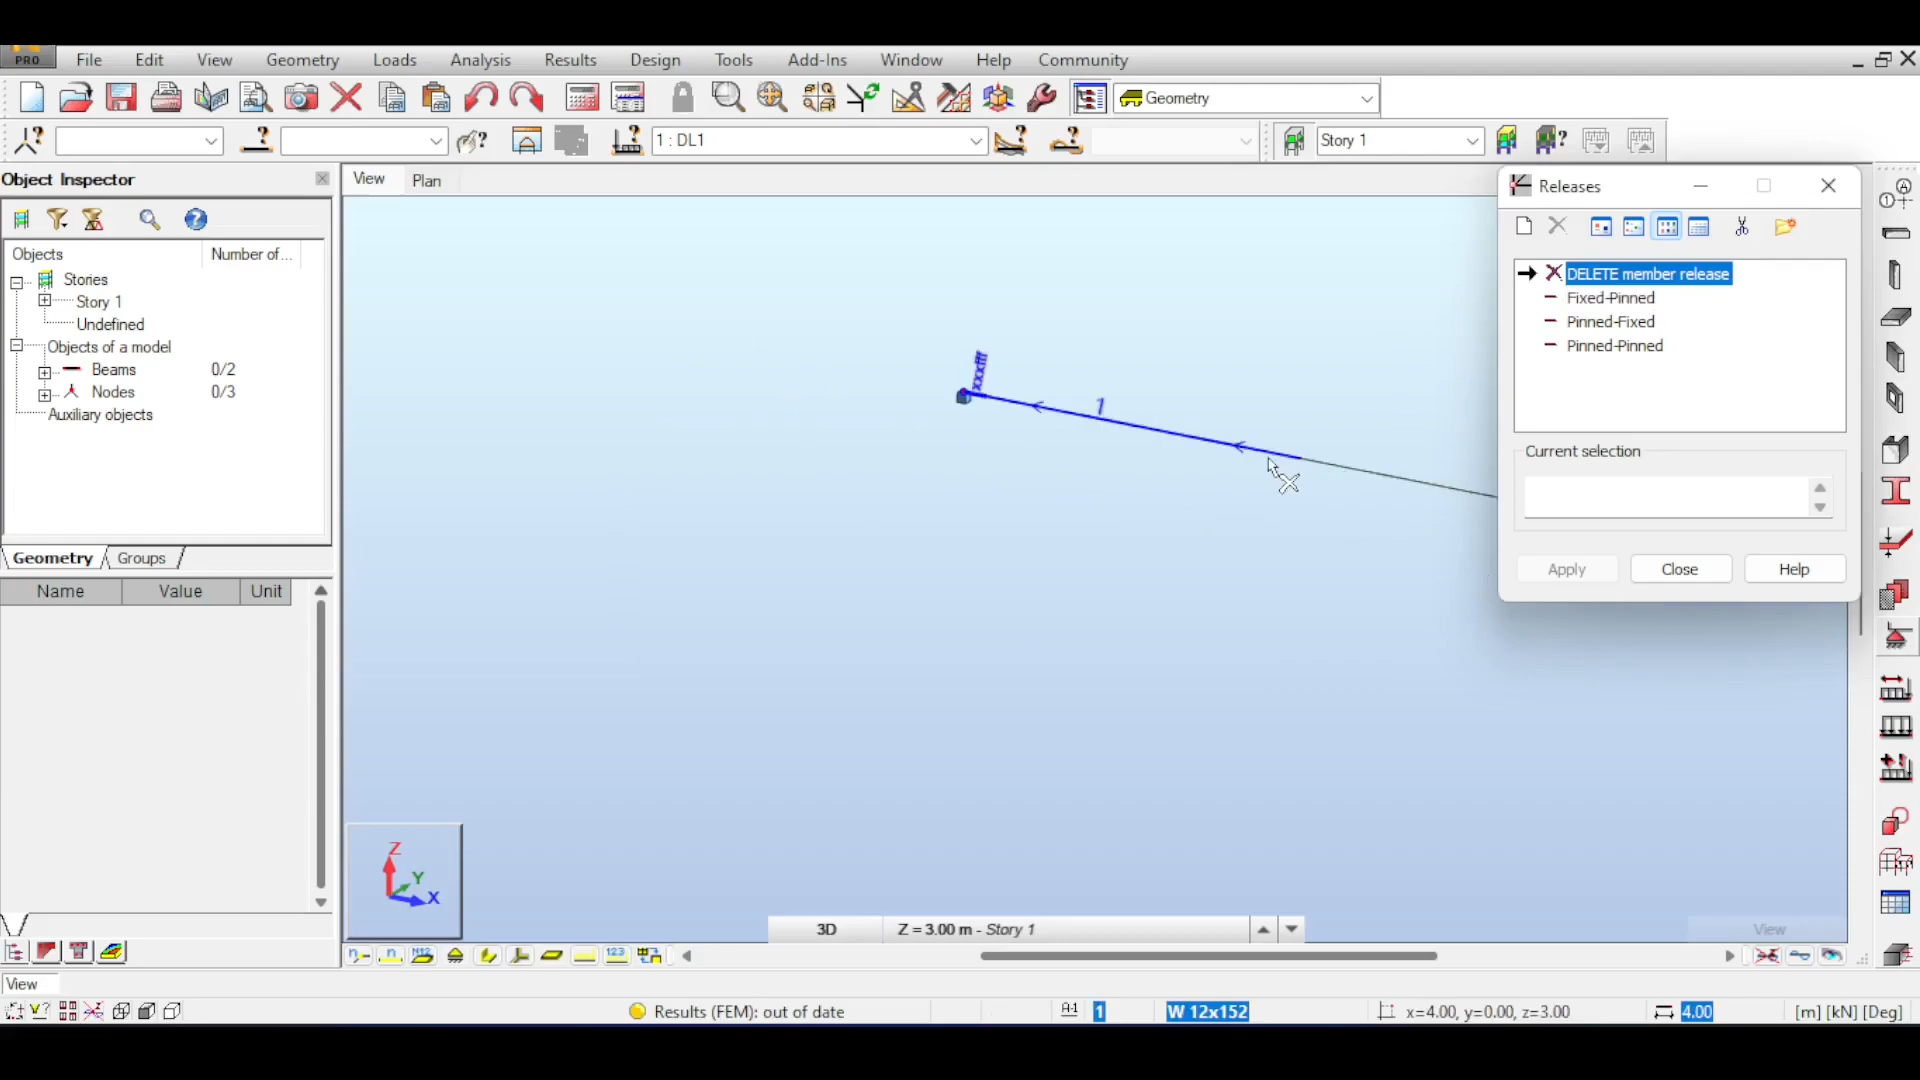 PRO File Edit View Geometry Loads Analysis Results Design Tools Add-Ins Window Help Community
Geometry
1 : DL1 Story 1
Object Inspector
View Plan
Releases
Objects Number of...
Stories
Story 1
Undefined
Objects of a model
Beams 0/2
Nodes 0/3
Auxiliary objects
Geometry Groups
Name Value Unit
1
DELETE member release
Fixed-Pinned
Pinned-Fixed
Pinned-Pinned
Current selection
Apply Close Help
Z
Y
X
3D Z = 3.00 m - Story 1
View
View
Results (FEM): out of date 1 W 12x152 x=4.00, y=0.00, z=3.00 4.00 [m] [kN] [Deg]